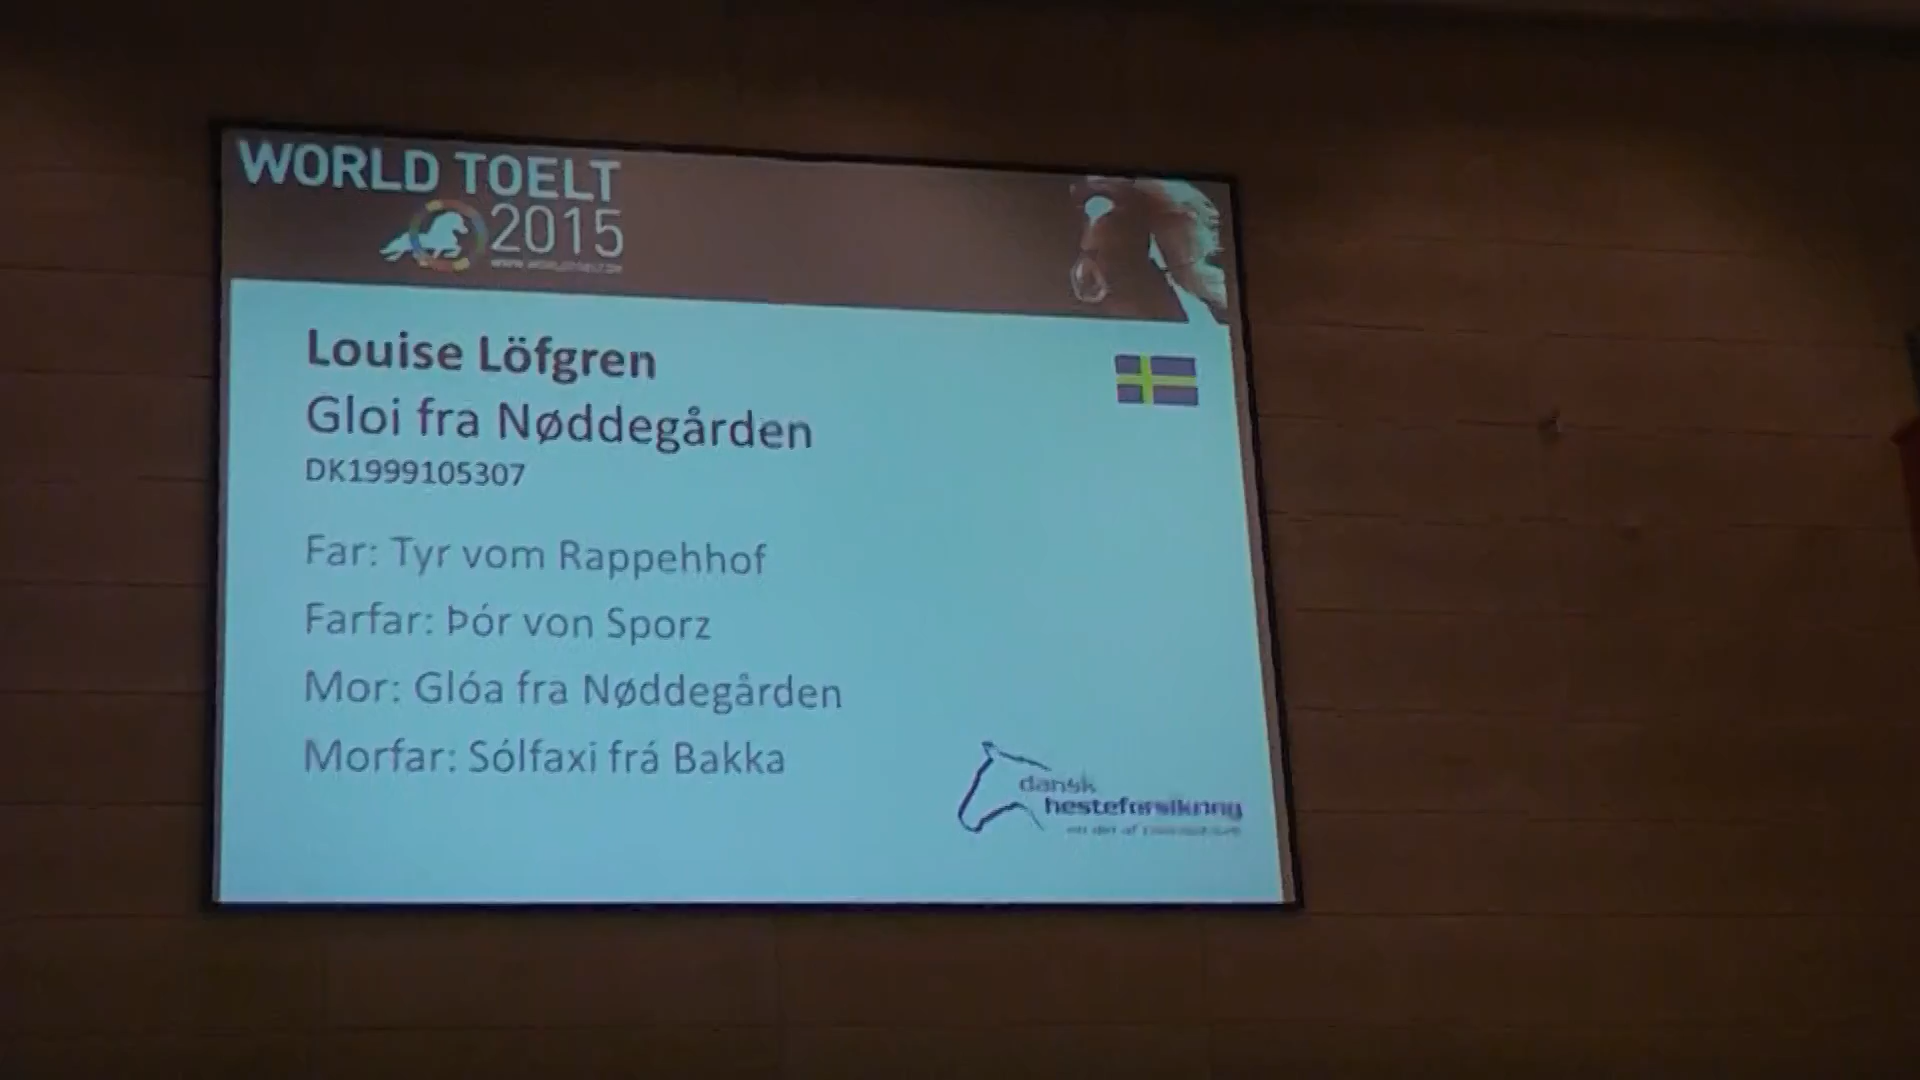 WORLD TOELT
2015
Louise Löfgren
Gloi fra Nøddegården
DK1999105307
Far: Tyr vom Rappehhof
Farfar: Þór von Sporz
Mor: Glóa fra Nøddegården
Morfar: Sólfaxi frá Bakka
dansk
hesteforsikring